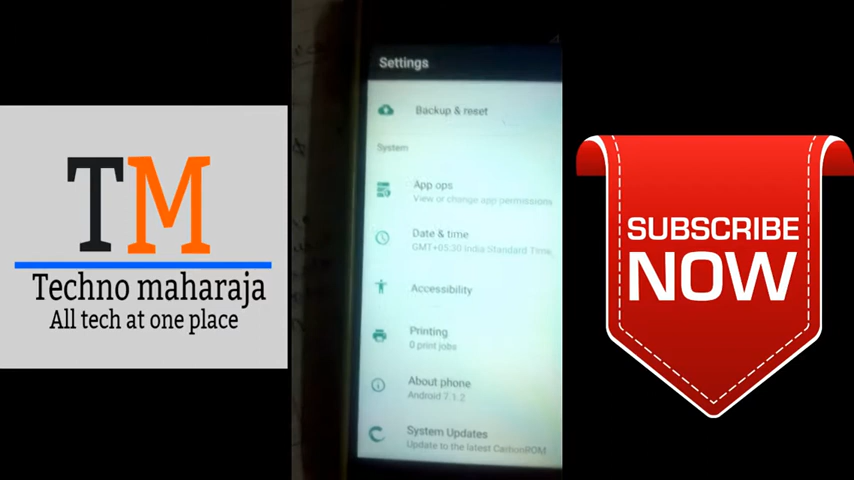 TM
Techno maharaja
All tech at one place
Settings
Backup & reset
System
App ops
View or change app permissions
Date & time
GMT+05:30 India Standard Time
Accessibility
Printing
0 print jobs
About phone
Android 7.1.2
System Updates
Update to the latest CarbonROM
SUBSCRIBE
NOW